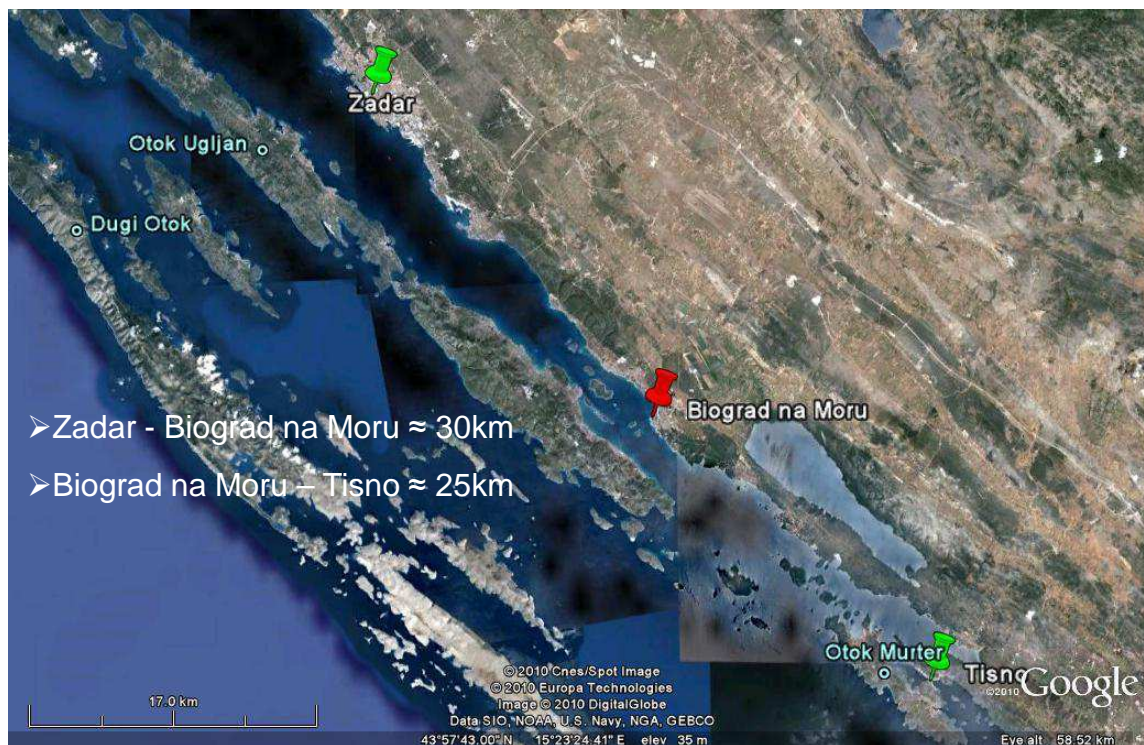 Zadar
Otok Ugljan
Dugi Otok
Biograd na Moru
➢Zadar - Biograd na Moru ≈ 30km
➢Biograd na Moru – Tisno ≈ 25km
Otok Murter
Tisno
©2010 Google
© 2010 Cnes/Spot Image
© 2010 Europa Technologies
Image © 2010 DigitalGlobe
Data SIO, NOAA, U.S. Navy, NGA, GEBCO
17.0 km
43°57'43.00" N 15°23'24.41" E elev 35 m
Eye alt 58.52 km